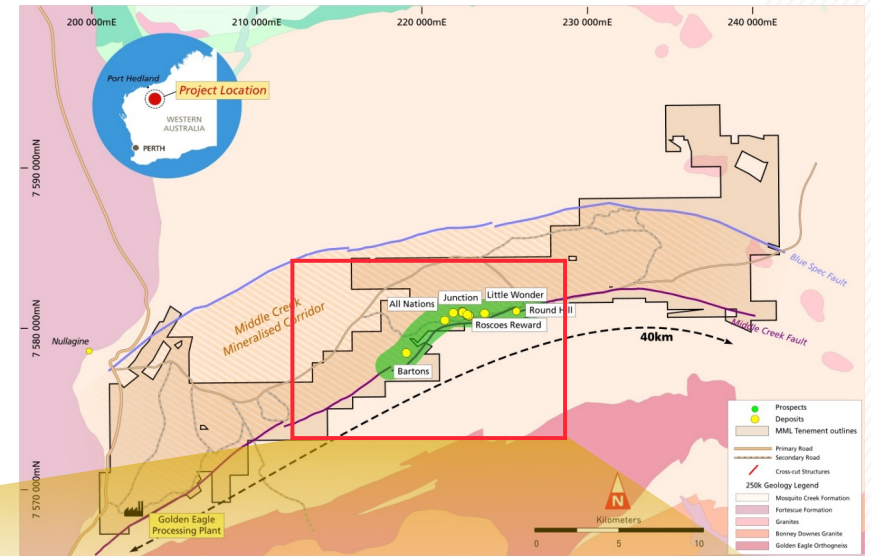 200 000mE
210 000mE
220 000mE
230 000mE
240 000mE
7 590 000mN
7 580 000mN
7 570 000mN
Port Hedland
Project Location
WESTERN
AUSTRALIA
PERTH
Blue Spec Fault
Middle Creek
Mineralised Corridor
Little Wonder
Junction
All Nations
Round Hill
Roscoes Reward
Middle Creek Fault
40km
Nullagine
Bartons
Golden Eagle
Processing Plant
N
Kilometers
0
5
10
Prospects
Deposits
MML Tenement outlines
Primary Road
Secondary Road
Cross-cut Structures
250k Geology Legend
Mosquito Creek Formation
Fortescue Formation
Granites
Bonney Downes Granite
Golden Eagle Orthogneiss